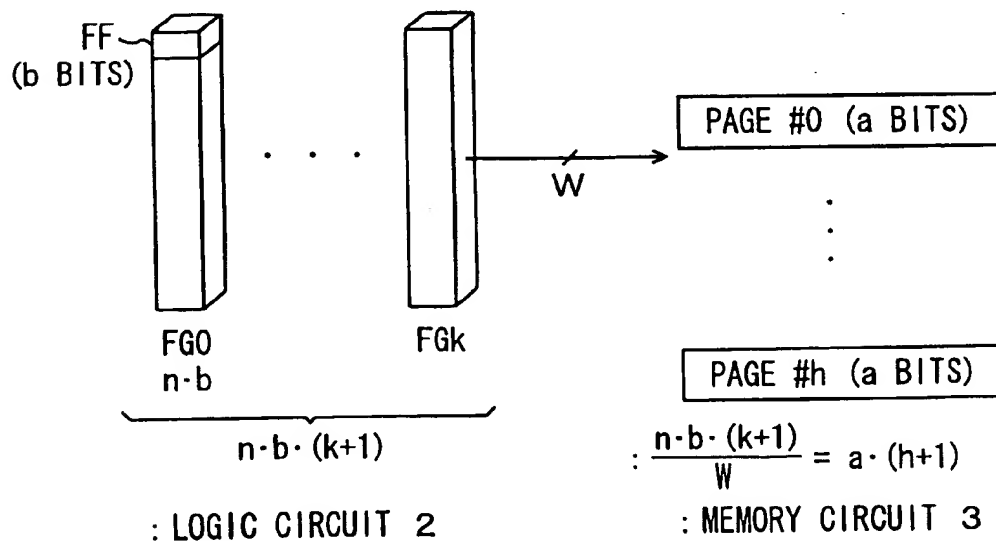 FF
(b BITS)
PAGE #0 (a BITS)
W
FG0
n·b
FGk
PAGE #h (a BITS)
n·b·(k+1)
: n·b·(k+1) / W = a·(h+1)
: LOGIC CIRCUIT 2
: MEMORY CIRCUIT 3